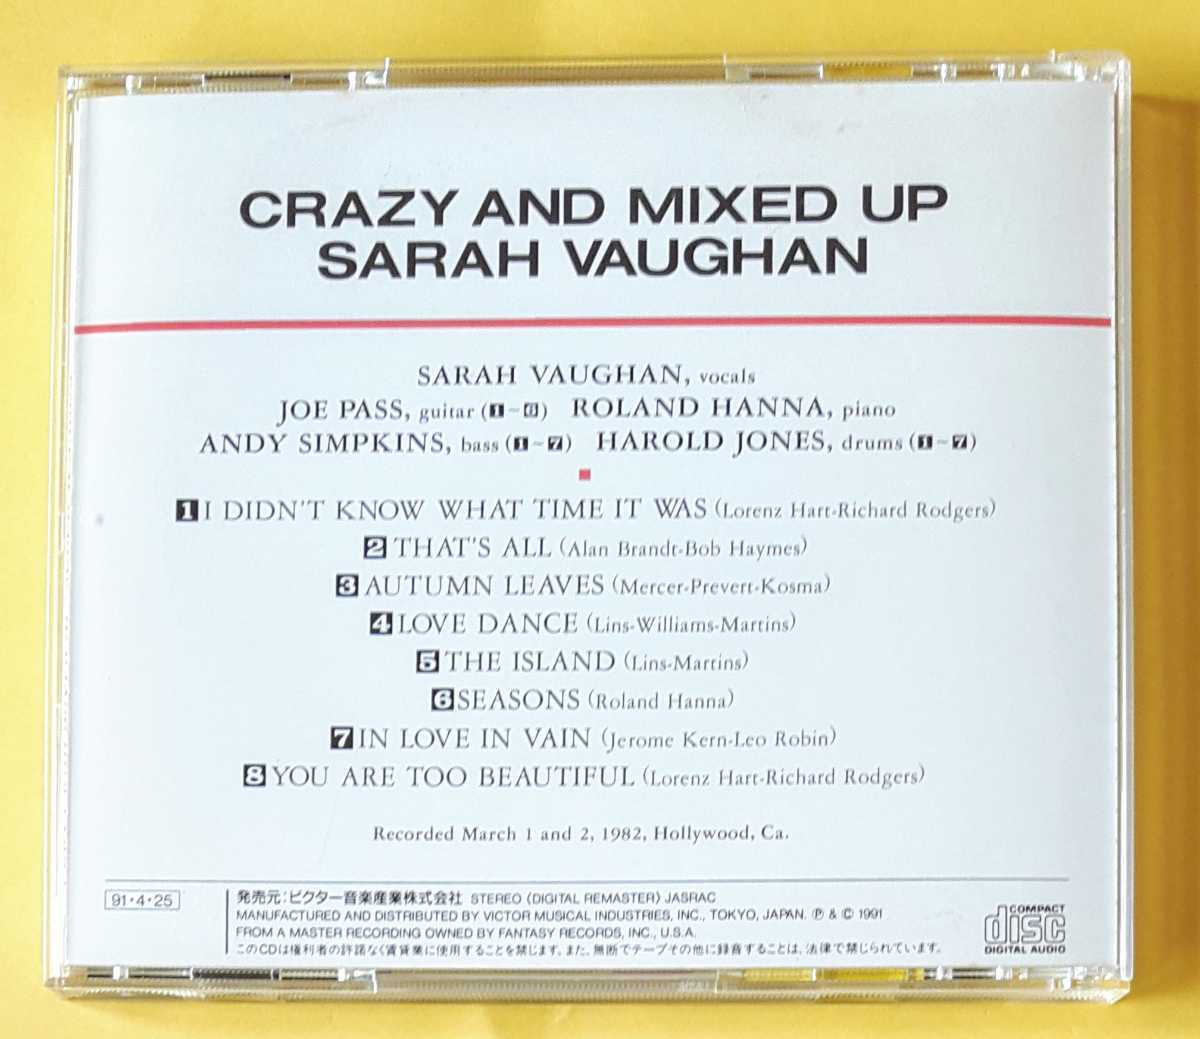 CRAZY AND MIXED UP
SARAH VAUGHAN
SARAH VAUGHAN, vocals
JOE PASS, guitar (1~6) ROLAND HANNA, piano
ANDY SIMPKINS, bass (1~7) HAROLD JONES, drums (1~7)
1 I DIDN'T KNOW WHAT TIME IT WAS (Lorenz Hart-Richard Rodgers)
2 THAT'S ALL (Alan Brandt-Bob Haymes)
3 AUTUMN LEAVES (Mercer-Prevert-Kosma)
4 LOVE DANCE (Lins-Williams-Martins)
5 THE ISLAND (Lins-Martins)
6 SEASONS (Roland Hanna)
7 IN LOVE IN VAIN (Jerome Kern-Leo Robin)
8 YOU ARE TOO BEAUTIFUL (Lorenz Hart-Richard Rodgers)
Recorded March 1 and 2, 1982, Hollywood, Ca.
91・4・25
発売元:ビクター音楽産業株式会社 STEREO (DIGITAL REMASTER) JASRAC
MANUFACTURED AND DISTRIBUTED BY VICTOR MUSICAL INDUSTRIES, INC., TOKYO, JAPAN. Ⓟ & © 1991
FROM A MASTER RECORDING OWNED BY FANTASY RECORDS, INC., U.S.A.
このCDは権利者の許諾なく賃貸業に使用することを禁じます。また、無断でテープその他に録音することは、法律で禁じられています。
COMPACT
disc
DIGITAL AUDIO